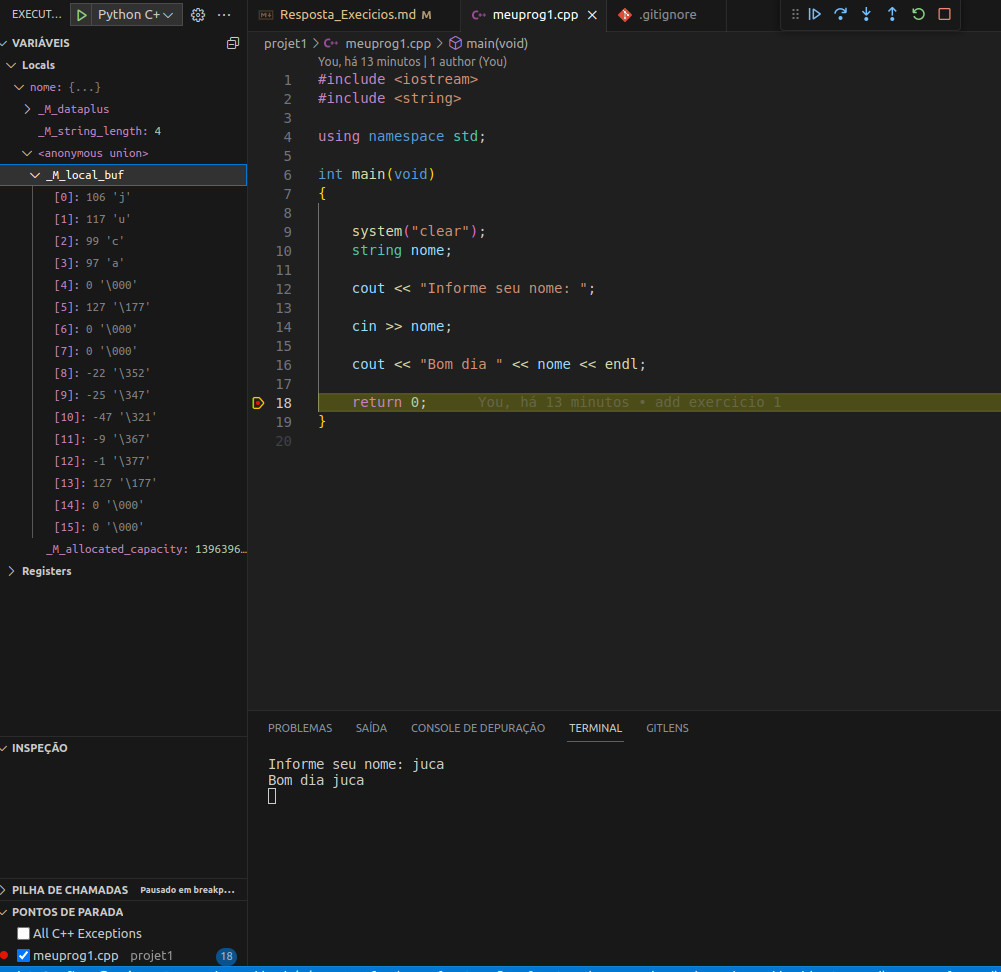 EXECUT... Python C+ ...
VARIÁVEIS
Locals
nome: {...}
_M_dataplus
_M_string_length: 4
<anonymous union>
_M_local_buf
[0]: 106 'j'
[1]: 117 'u'
[2]: 99 'c'
[3]: 97 'a'
[4]: 0 '\000'
[5]: 127 '\177'
[6]: 0 '\000'
[7]: 0 '\000'
[8]: -22 '\352'
[9]: -25 '\347'
[10]: -47 '\321'
[11]: -9 '\367'
[12]: -1 '\377'
[13]: 127 '\177'
[14]: 0 '\000'
[15]: 0 '\000'
_M_allocated_capacity: 1396396...
Registers
INSPEÇÃO
PILHA DE CHAMADAS Pausado em breakp...
PONTOS DE PARADA
All C++ Exceptions
meuprog1.cpp projet1 18
Resposta_Execicios.md M
meuprog1.cpp
.gitignore
projet1 > meuprog1.cpp > main(void)
You, há 13 minutos | 1 author (You)
1 #include <iostream>
2 #include <string>
3
4 using namespace std;
5
6 int main(void)
7 {
8
9 system("clear");
10 string nome;
11
12 cout << "Informe seu nome: ";
13
14 cin >> nome;
15
16 cout << "Bom dia " << nome << endl;
17
18 return 0; You, há 13 minutos • add exercicio 1
19 }
20
PROBLEMAS SAÍDA CONSOLE DE DEPURAÇÃO TERMINAL GITLENS
Informe seu nome: juca
Bom dia juca